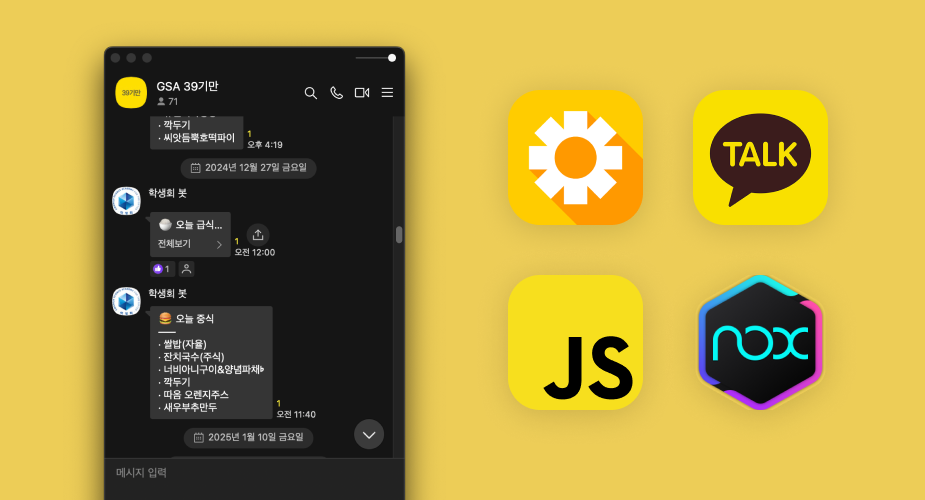 39기만
GSA 39기만
71
· 깍두기
· 씨앗듬뿍호떡파이
1
오후 4:19
2024년 12월 27일 금요일
학생회 봇
오늘 급식...
전체보기
1
오전 12:00
1
학생회 봇
오늘 중식
· 쌀밥(자율)
· 잔치국수(주식)
· 너비아니구이&양념파채
· 깍두기
· 따옴 오렌지주스
· 새우부추만두
1
오전 11:40
2025년 1월 10일 금요일
메시지 입력
TALK
JS
nox